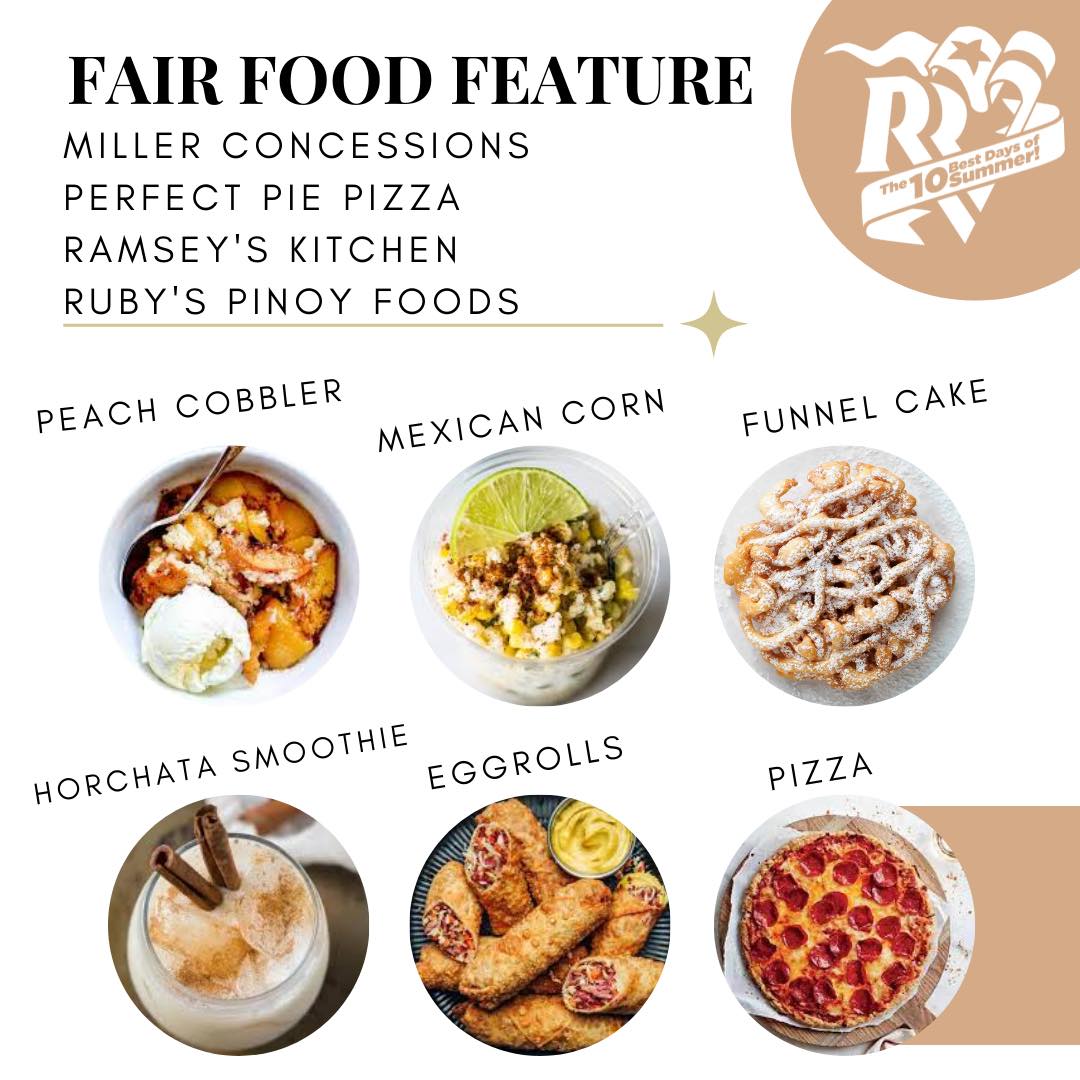 FAIR FOOD FEATURE
MILLER CONCESSIONS
PERFECT PIE PIZZA
RAMSEY'S KITCHEN
RUBY'S PINOY FOODS
RRV
The 10 Best Days of Summer!
PEACH COBBLER
MEXICAN CORN
FUNNEL CAKE
HORCHATA SMOOTHIE
EGGROLLS
PIZZA